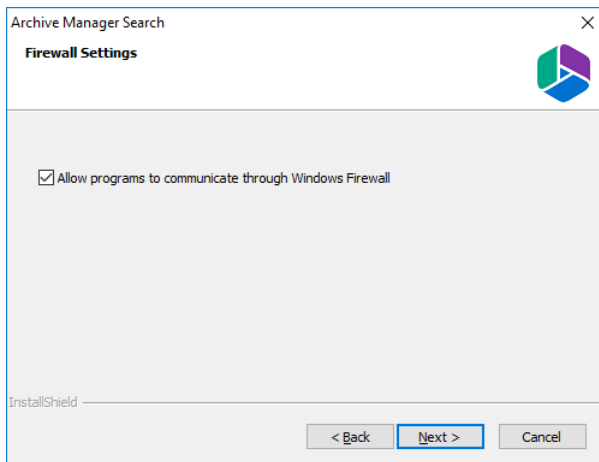 Archive Manager Search
Firewall Settings
Allow programs to communicate through Windows Firewall
InstallShield
< Back Next > Cancel